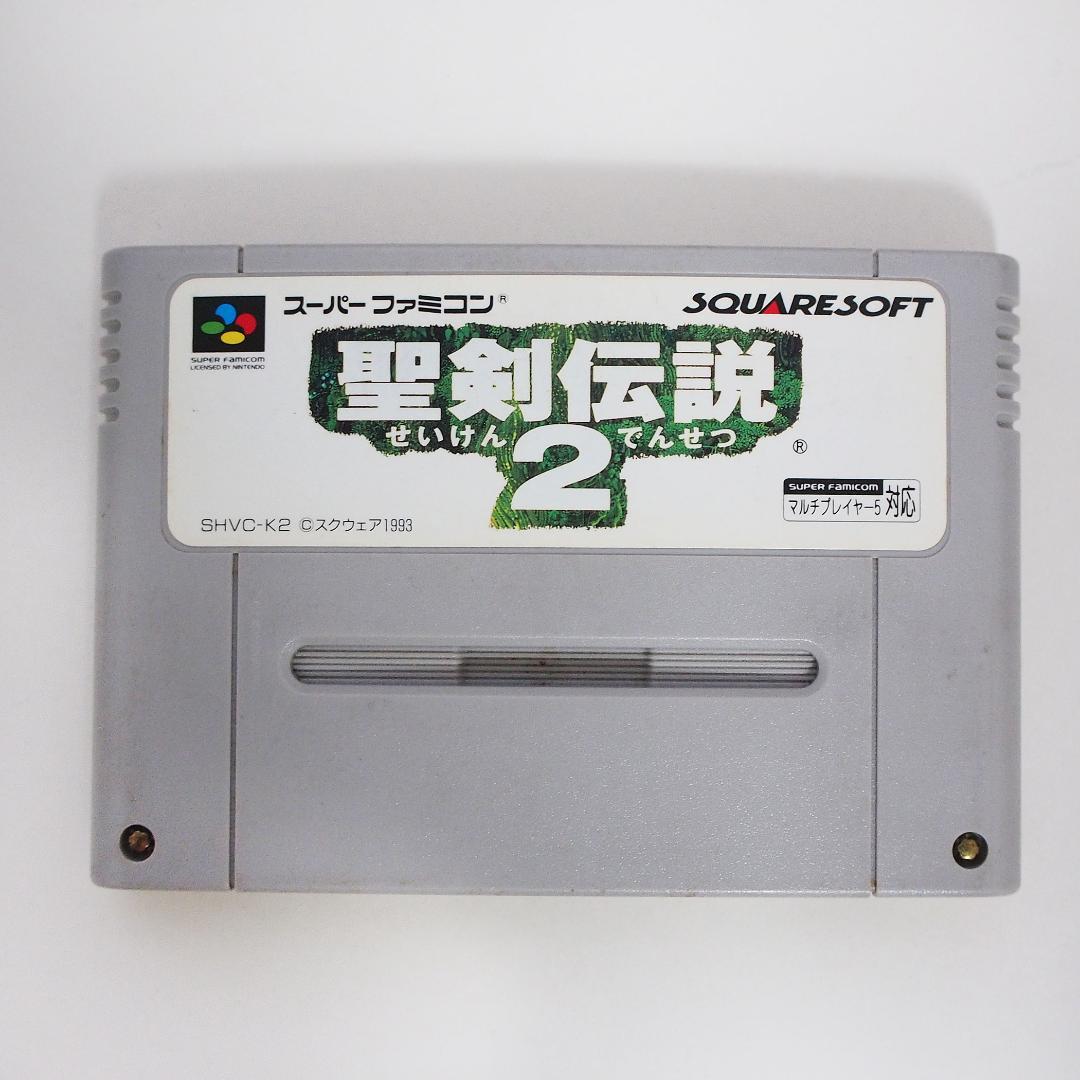 スーパーファミコン®
SQUARESOFT
SUPER FAMICOM
LICENSED BY NINTENDO
聖剣伝説
せいけん でんせつ
2
®
SUPER FAMICOM
マルチプレイヤー5 対応
SHVC-K2 ©スクウェア1993